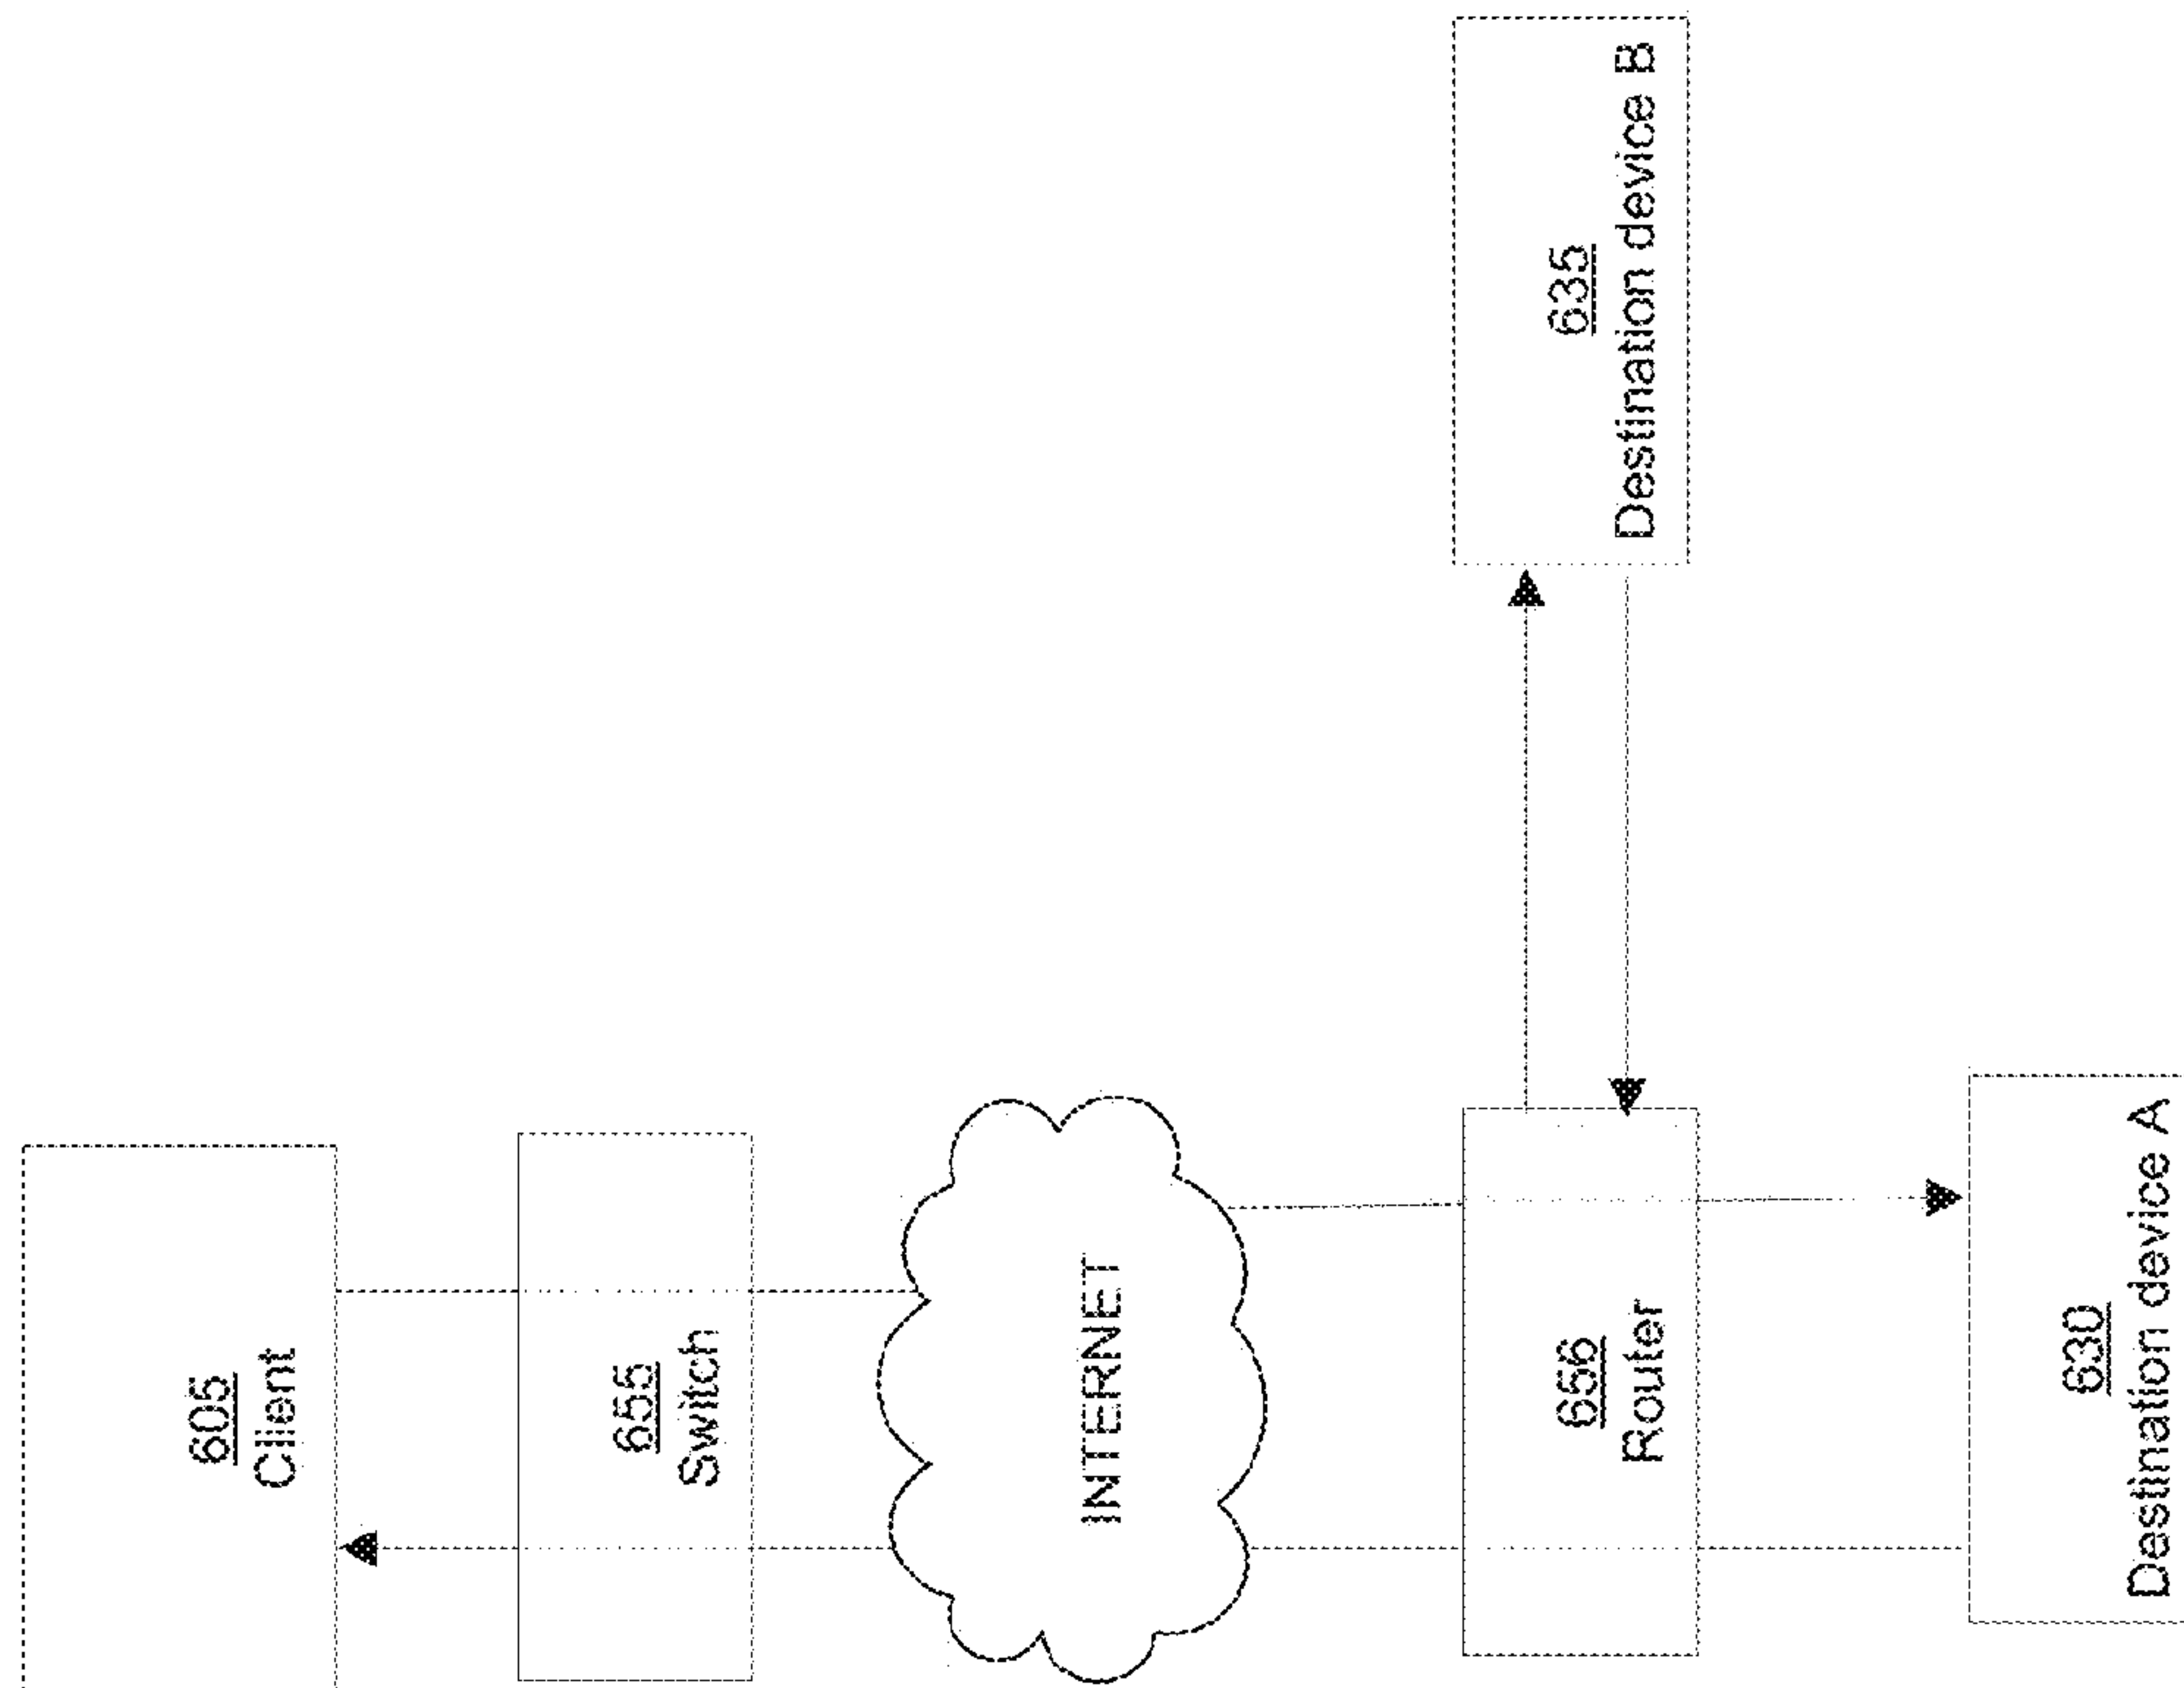 605
Client
655
Switch
INTERNET
656
Router
635
Destination device B
630
Destination device A